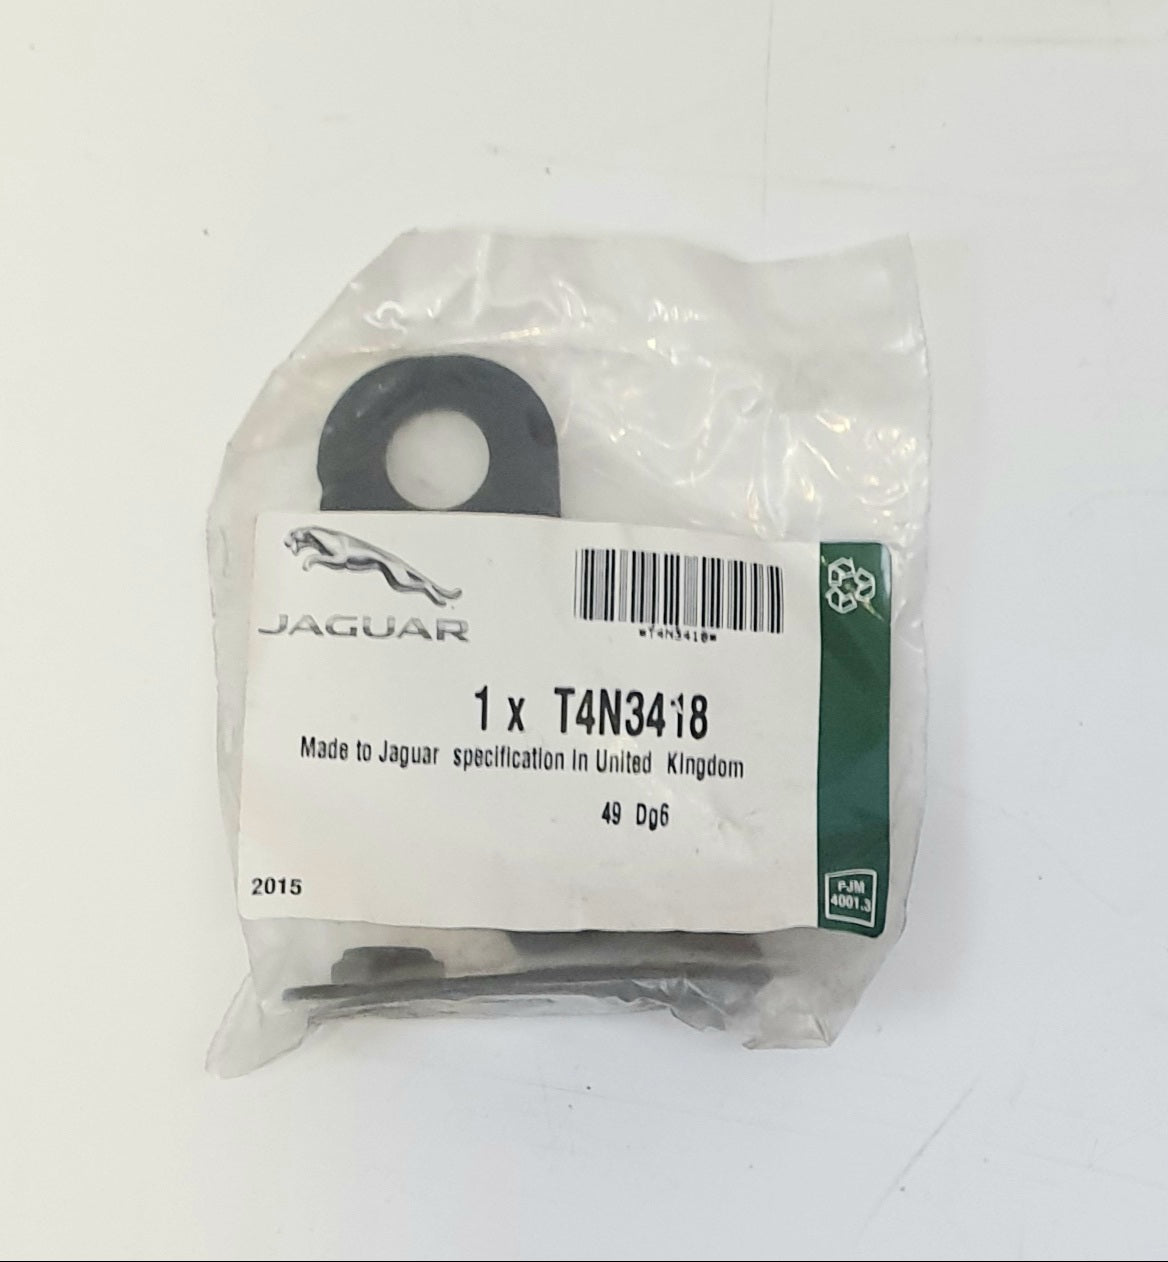 JAGUAR
*T4N3418*
1 x T4N3418
Made to Jaguar specification in United Kingdom
49 Dg6
2015
PJM
4001.3